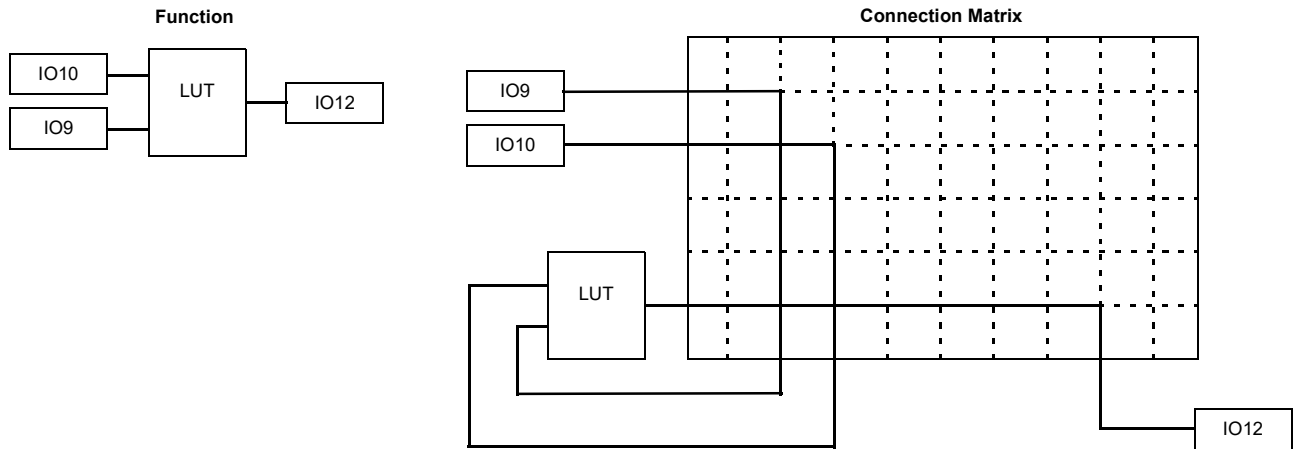 Function
IO10
IO9
LUT
IO12
Connection Matrix
IO9
IO10
LUT
IO12